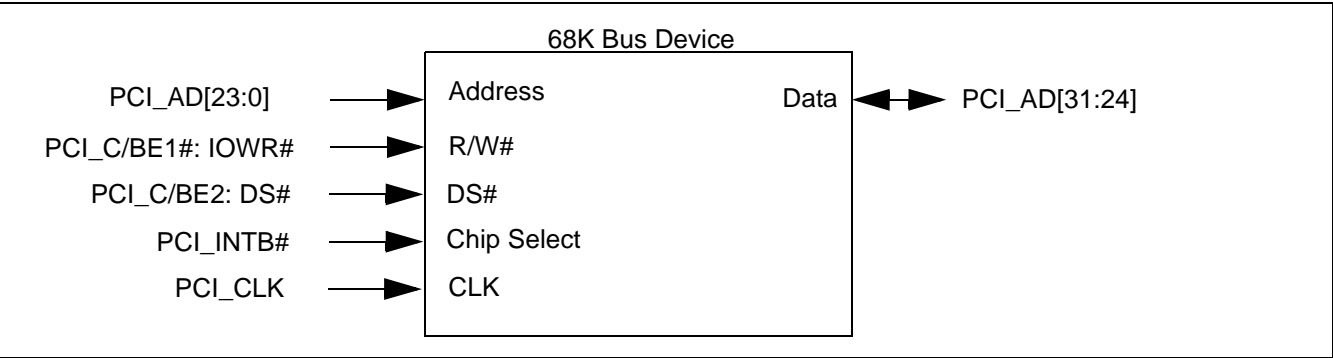 68K Bus Device
PCI_AD[23:0] Address Data PCI_AD[31:24]
PCI_C/BE1#: IOWR# R/W#
PCI_C/BE2: DS# DS#
PCI_INTB# Chip Select
PCI_CLK CLK